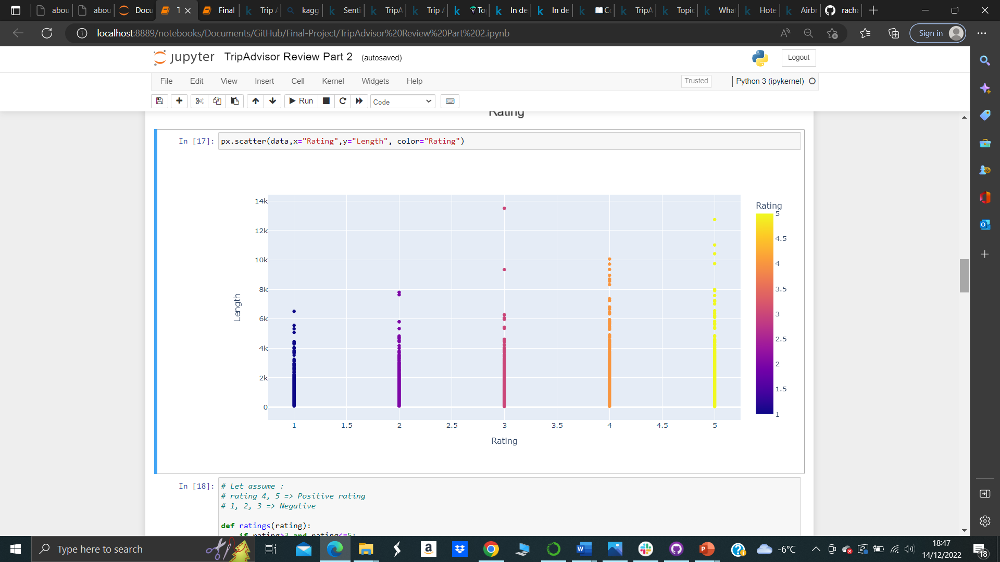 abou
abou
Docu
1
Final
Trip A
kagg
Senti
TripA
Trip A
To
In de
In de
Co
TripA
Topic
Wha
Hote
Airbr
rach
localhost:8889/notebooks/Documents/GitHub/Final-Project/TripAdvisor%20Review%20Part%202.ipynb
Sign in
jupyter TripAdvisor Review Part 2 (autosaved)
Logout
File Edit View Insert Cell Kernel Widgets Help
Trusted
Python 3 (ipykernel)
Run
Code
Rating
In [17]: px.scatter(data,x="Rating",y="Length", color="Rating")
14k
12k
10k
8k
6k
4k
2k
0
Length
1 1.5 2 2.5 3 3.5 4 4.5 5
Rating
Rating
5
4.5
4
3.5
3
2.5
2
1.5
1
In [18]: # Let assume :
# rating 4, 5 => Positive rating
# 1, 2, 3 => Negative
def ratings(rating):
if rating>3 and rating<=5:
Type here to search
-6°C
18:47
14/12/2022
18